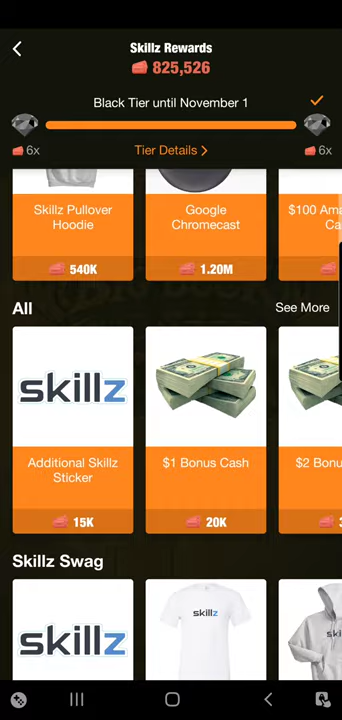 Skillz Rewards
825,526
Black Tier until November 1
6x
Tier Details >
6x
Skillz Pullover
Hoodie
540K
Google
Chromecast
1.20M
$100 Am
Ca
All
See More
skillz
Additional Skillz
Sticker
15K
$1 Bonus Cash
20K
$2 Bonu
Skillz Swag
skillz
skillz